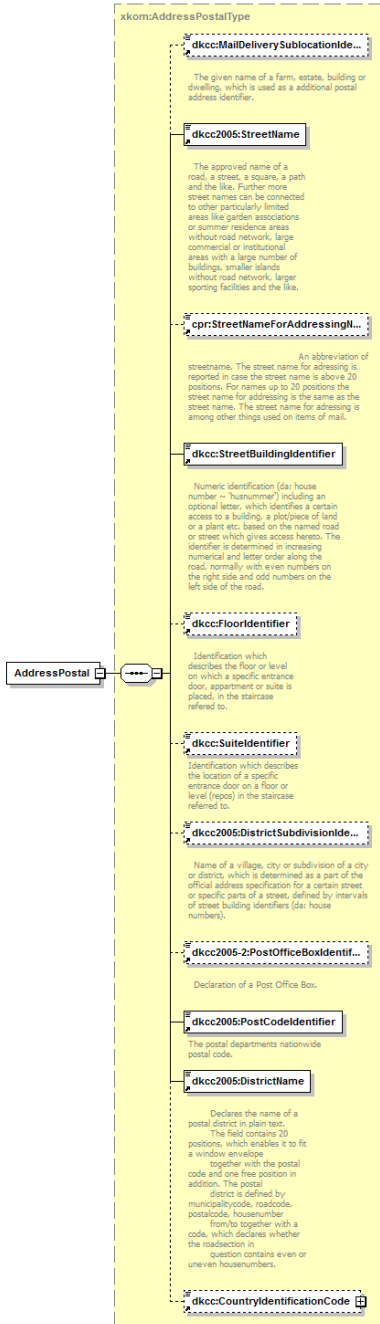 xkom:AddressPostalType
dkcc:MailDeliverySublocationIde...
The given name of a farm, estate, building or
dwelling, which is used as a additional postal
address identifier.
dkcc2005:StreetName
The approved name of a
road, a street, a square, a path
and the like. Further more
street names can be connected
to other particularly limited
areas like garden associations
or summer residence areas
without road network, large
commercial or institutional
areas with a large number of
buildings, smaller islands
without road network, larger
sporting facilities and the like.
cpr:StreetNameForAddressingN...
An abbreviation of
streetname. The street name for adressing is
reported in case the street name is above 20
positions. For names up to 20 positions the
street name for addressing is the same as the
street name. The street name for adressing is
among other things used on items of mail.
dkcc:StreetBuildingIdentifier
Numeric identification (da: house
number ~ 'husnummer') including an
optional letter, which identifies a certain
access to a building, a plot/piece of land
or a plant etc. based on the named road
or street which gives access hereto. The
identifier is determined in increasing
numerical and letter order along the
road, normally with even numbers on
the right side and odd numbers on the
left side of the road.
dkcc:FloorIdentifier
Identification which
describes the floor or level
on which a specific entrance
door, appartment or suite is
placed, in the staircase
refered to.
AddressPostal
dkcc:SuiteIdentifier
Identification which describes
the location of a specific
entrance door on a floor or
level (repos) in the staircase
referred to.
dkcc2005:DistrictSubdivisionIde...
Name of a village, city or subdivision of a city
or district, which is determined as a part of the
official address specification for a certain street
or specific parts of a street, defined by intervals
of street building identifiers (da: house
numbers).
dkcc2005-2:PostOfficeBoxIdentif...
Declaration of a Post Office Box.
dkcc2005:PostCodeIdentifier
The postal departments nationwide
postal code.
dkcc2005:DistrictName
Declares the name of a
postal district in plain text.
The field contains 20
positions, which enables it to fit
a window envelope
together with the postal
code and one free position in
addition. The postal
district is defined by
municipalitycode, roadcode,
postalcode, housenumber
from/to together with a
code, which declares whether
the roadsection in
question contains even or
uneven housenumbers.
dkcc:CountryIdentificationCode